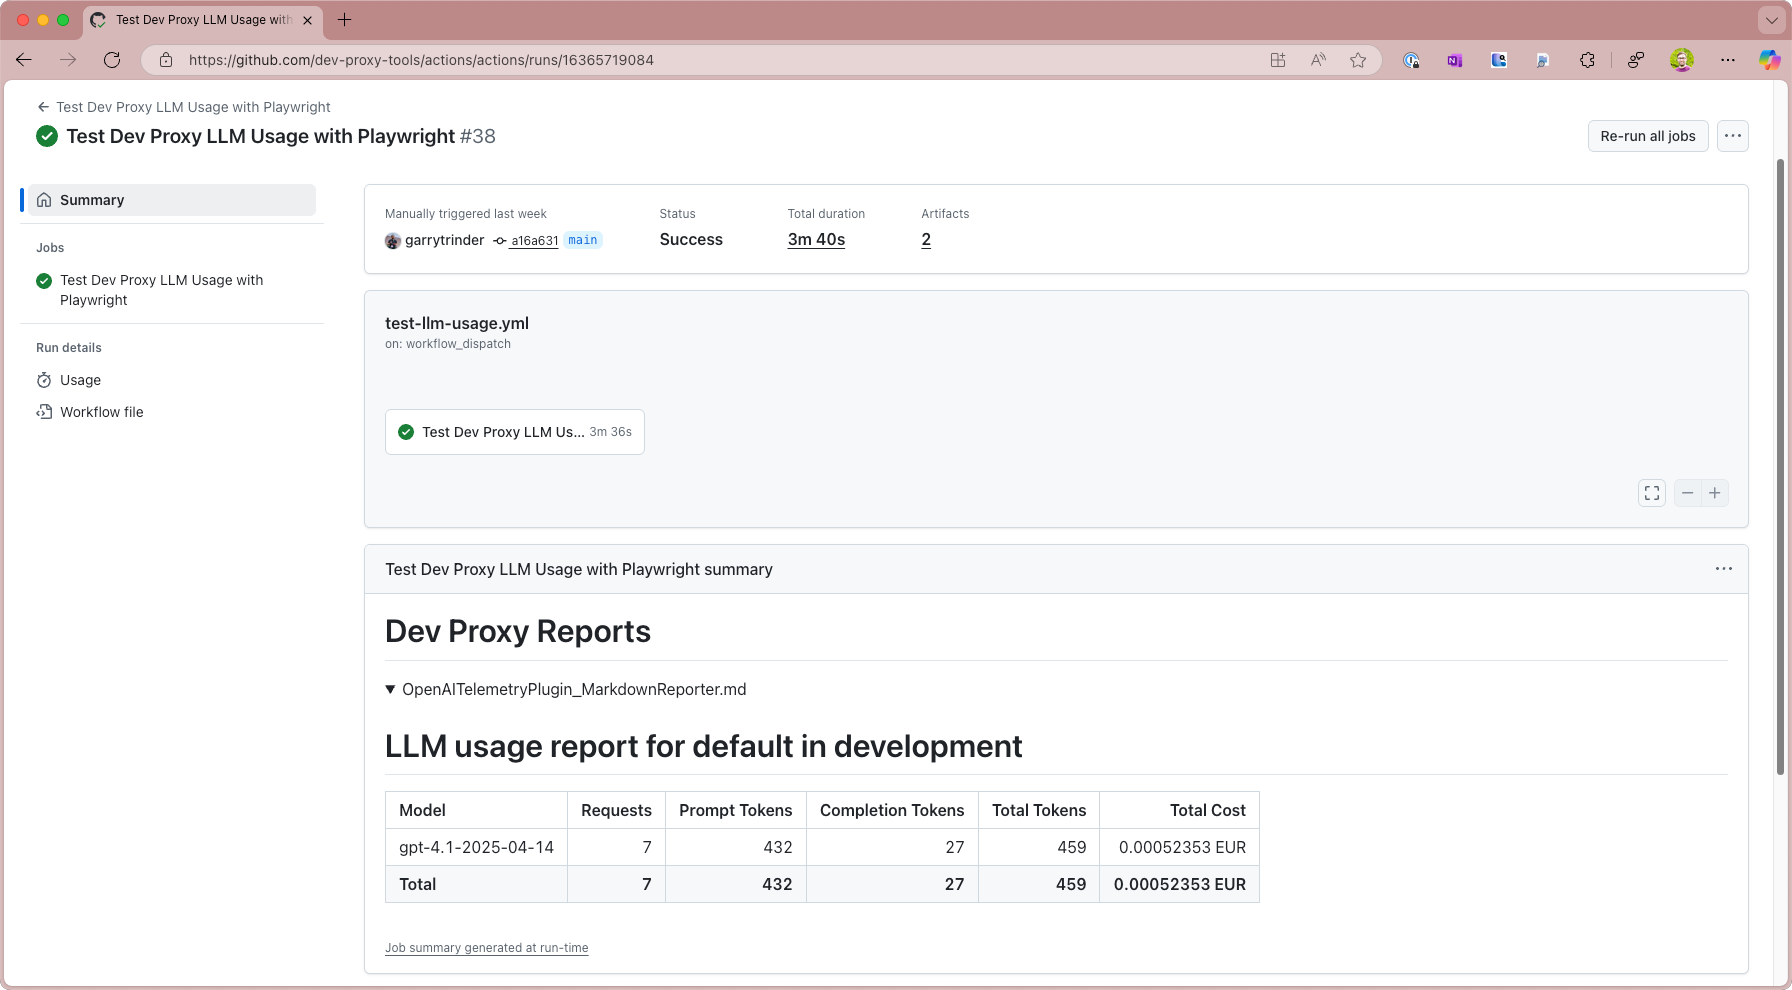 Test Dev Proxy LLM Usage with
https://github.com/dev-proxy-tools/actions/actions/runs/16365719084
Test Dev Proxy LLM Usage with Playwright
Test Dev Proxy LLM Usage with Playwright #38
Re-run all jobs
Summary
Jobs
Test Dev Proxy LLM Usage with
Playwright
Run details
Usage
Workflow file
Manually triggered last week
garrytrinder a16a631 main
Status
Success
Total duration
3m 40s
Artifacts
2
test-llm-usage.yml
on: workflow_dispatch
Test Dev Proxy LLM Us... 3m 36s
Test Dev Proxy LLM Usage with Playwright summary
Dev Proxy Reports
OpenAITelemetryPlugin_MarkdownReporter.md
LLM usage report for default in development
Model Requests Prompt Tokens Completion Tokens Total Tokens Total Cost
gpt-4.1-2025-04-14 7 432 27 459 0.00052353 EUR
Total 7 432 27 459 0.00052353 EUR
Job summary generated at run-time